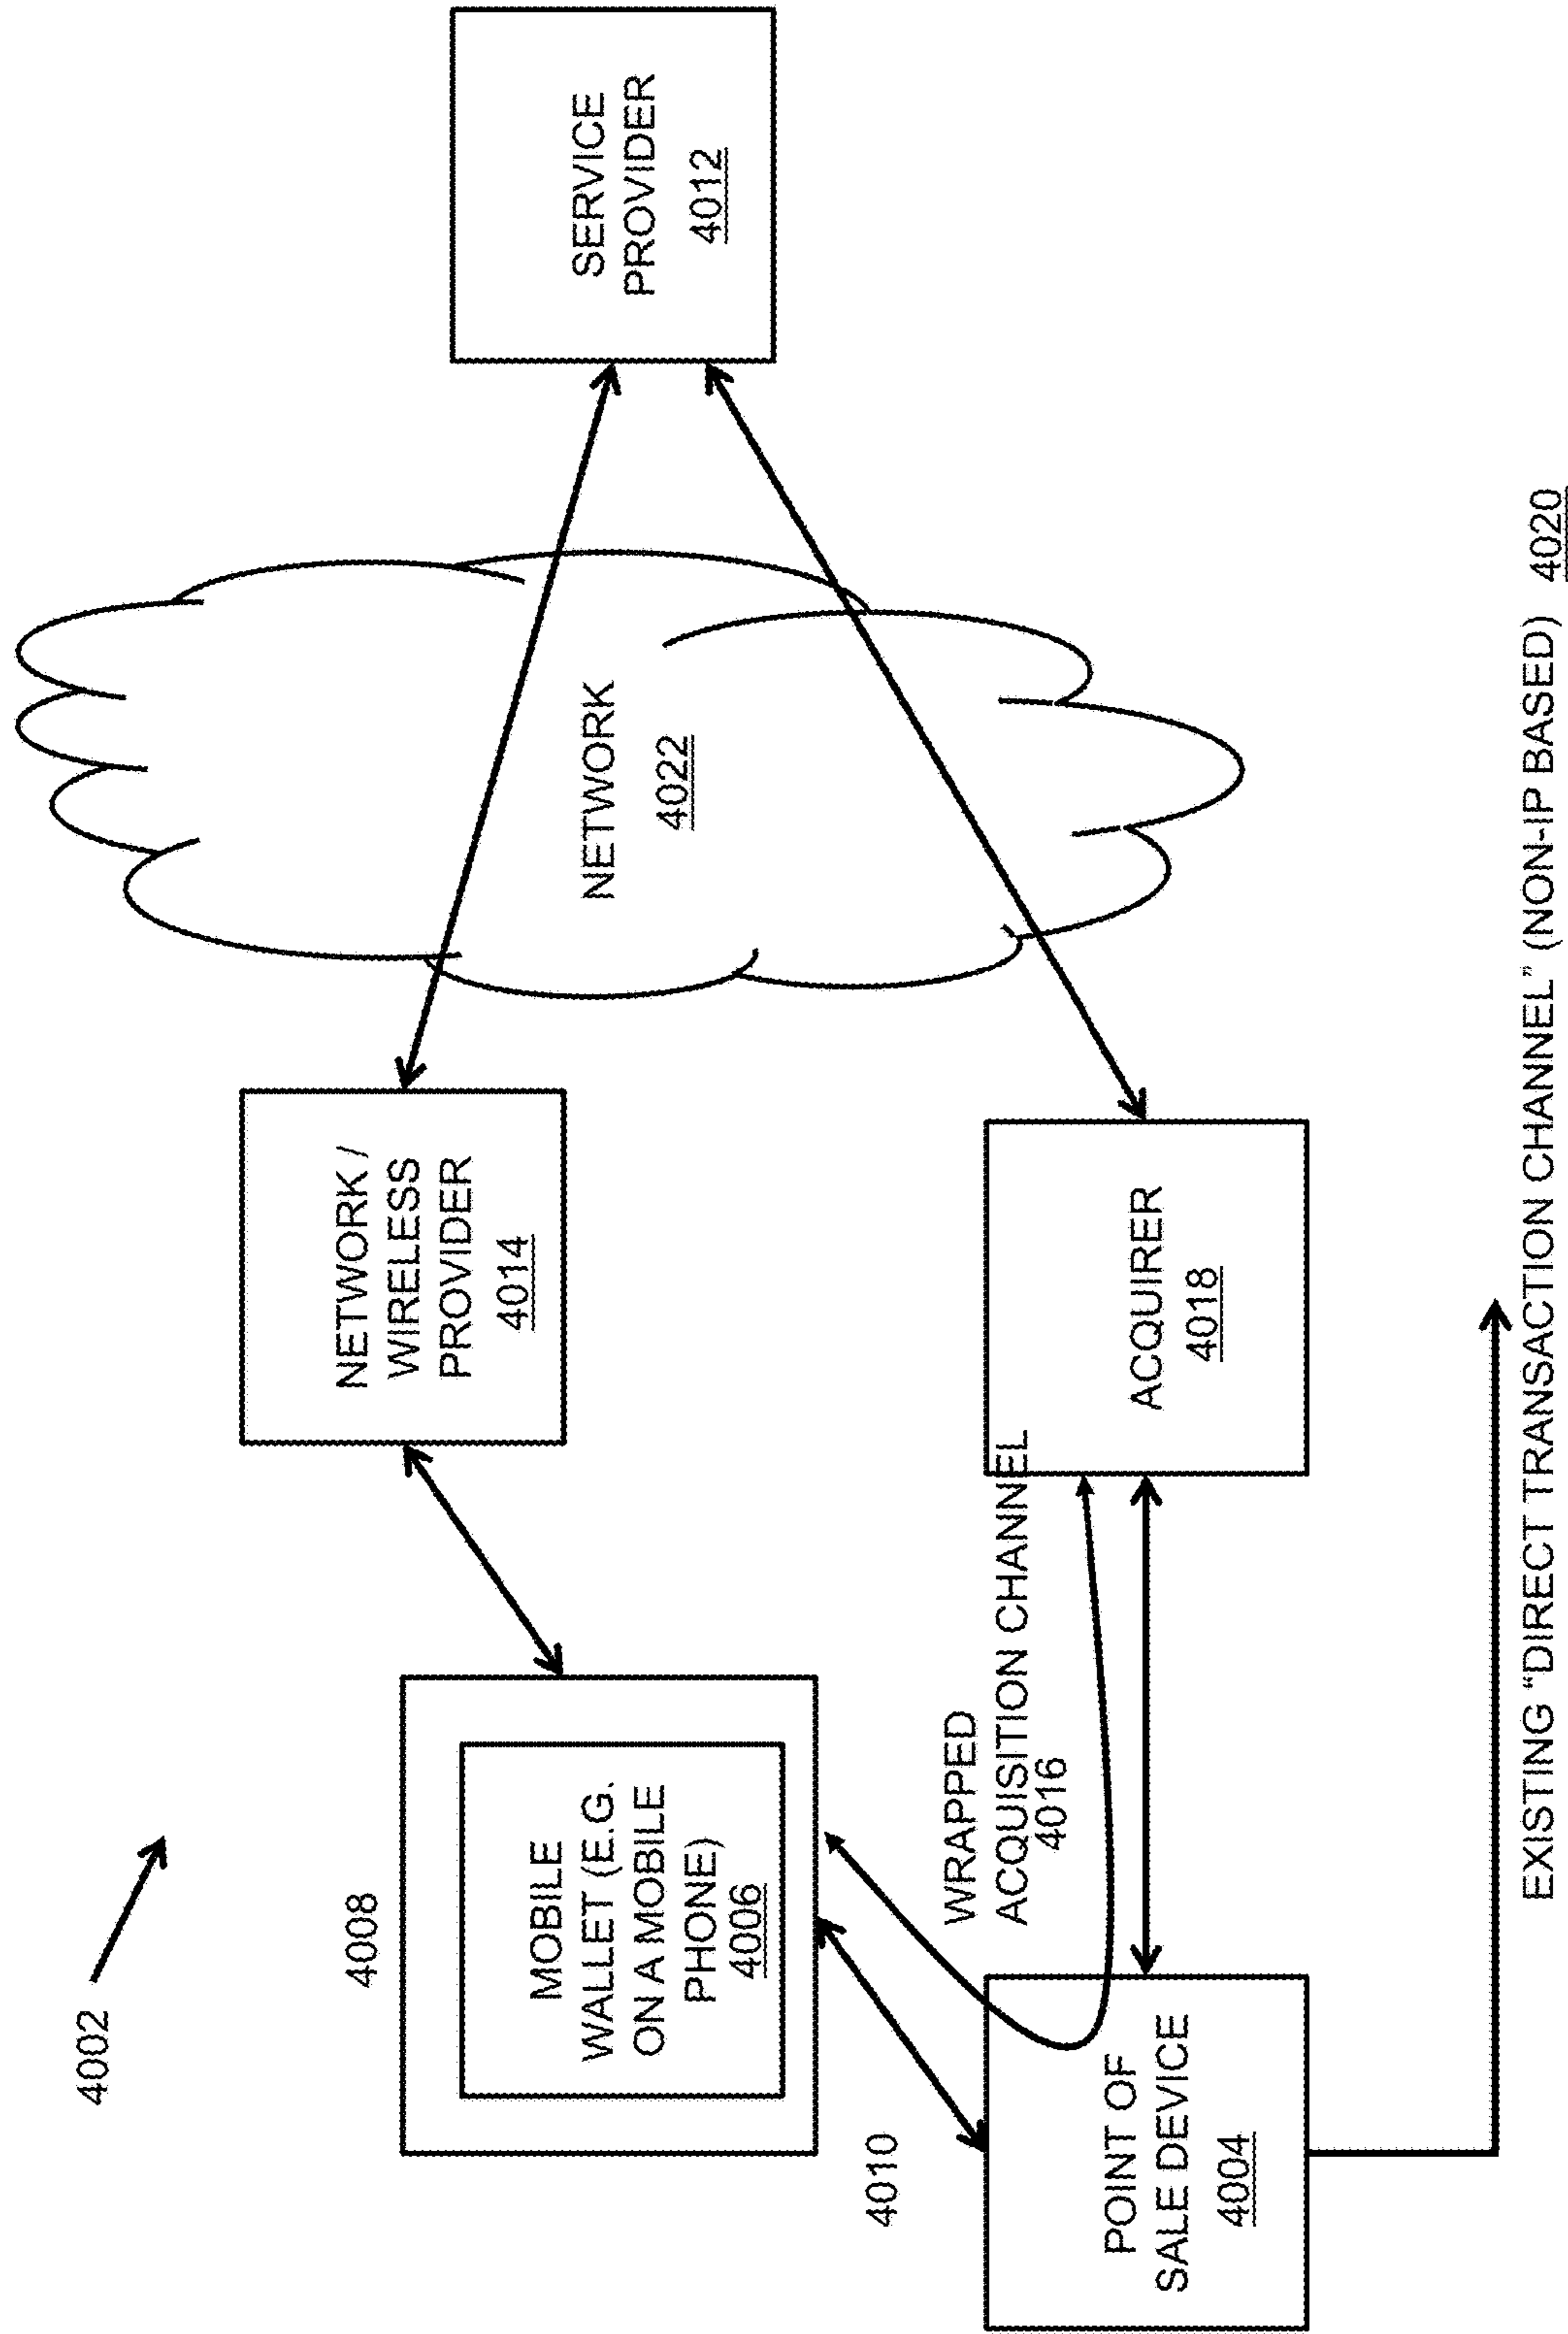 4002
4008
MOBILE
WALLET (E.G.
ON A MOBILE
PHONE)
4006
NETWORK /
WIRELESS
PROVIDER
4014
NETWORK
4022
SERVICE
PROVIDER
4012
4010
WRAPPED
ACQUISITION CHANNEL
4016
POINT OF
SALE DEVICE
4004
ACQUIRER
4018
EXISTING “DIRECT TRANSACTION CHANNEL” (NON-IP BASED) 4020